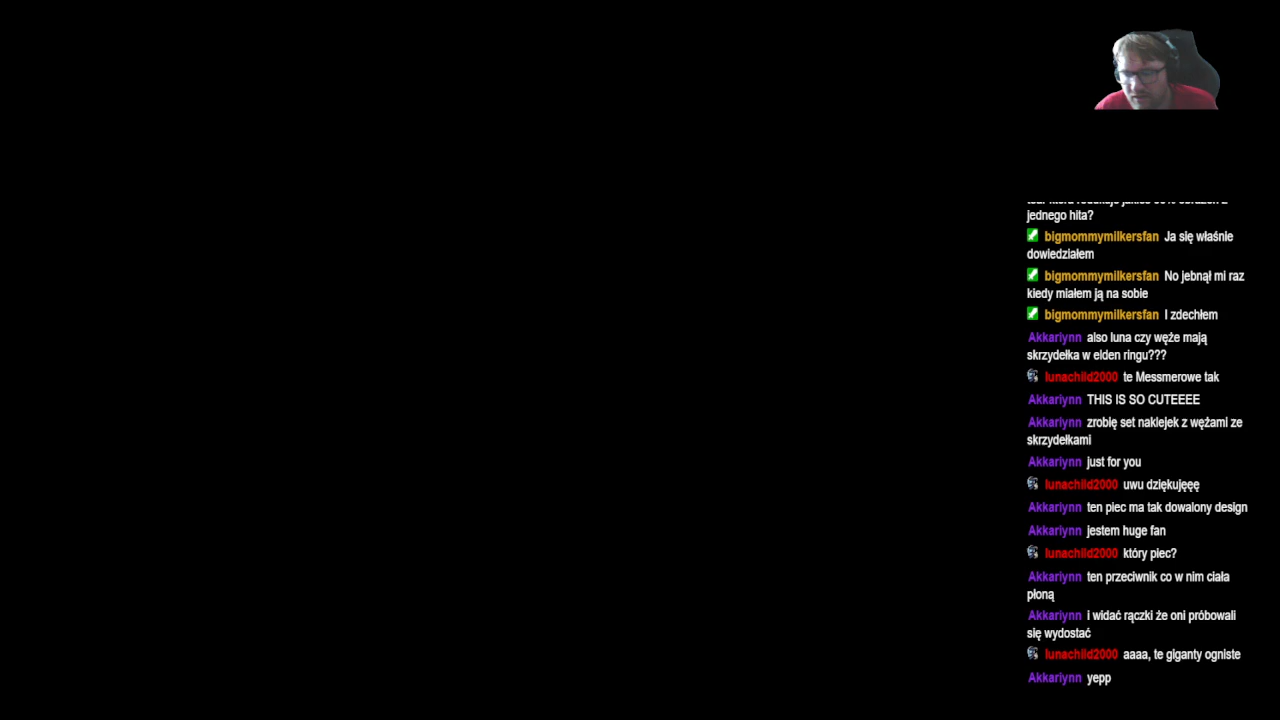 jednego hita?
bigmommymilkersfan Ja się właśnie
dowiedziałem
bigmommymilkersfan No jebnął mi raz
kiedy miałem ją na sobie
bigmommymilkersfan I zdechłem
Akkariynn also luna czy węże mają
skrzydełka w elden ringu???
lunachild2000 te Messmerowe tak
Akkariynn THIS IS SO CUTEEEE
Akkariynn zrobię set naklejek z wężami ze
skrzydełkami
Akkariynn just for you
lunachild2000 uwu dziękujęęę
Akkariynn ten piec ma tak dowalony design
Akkariynn jestem huge fan
lunachild2000 który piec?
Akkariynn ten przeciwnik co w nim ciała
płoną
Akkariynn i widać rączki że oni próbowali
się wydostać
lunachild2000 aaaa, te giganty ogniste
Akkariynn yepp